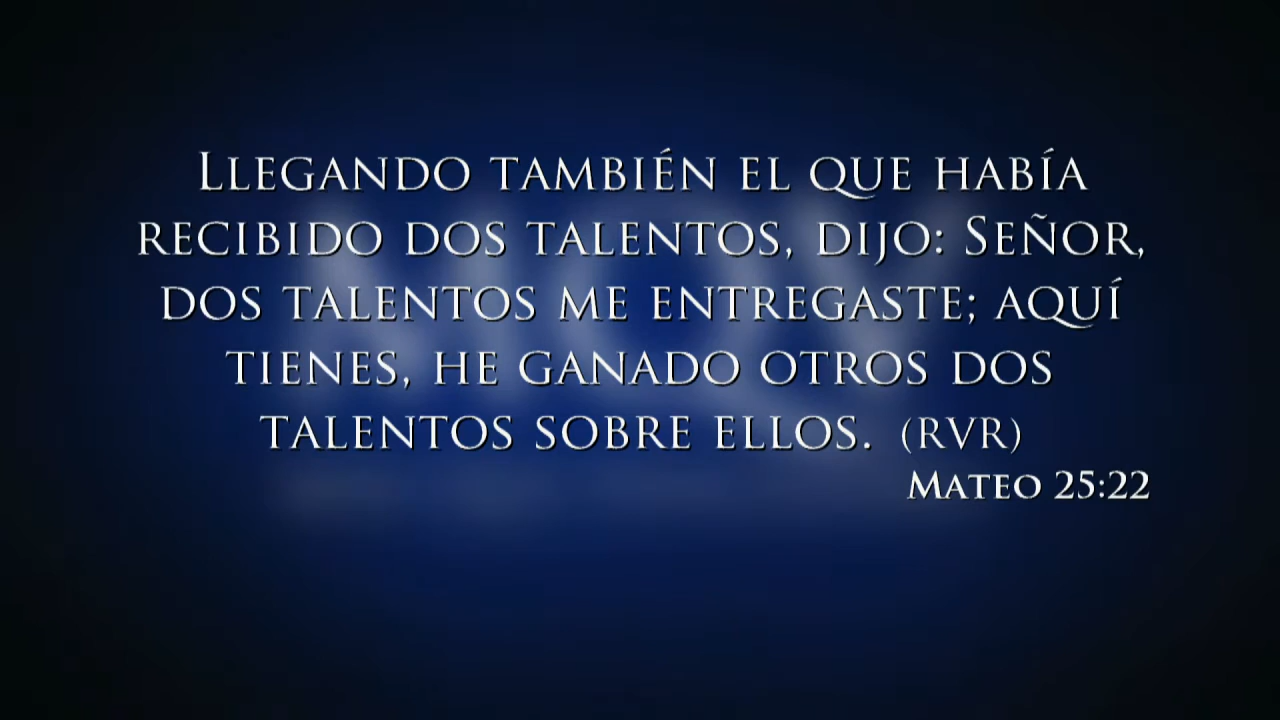 Llegando también el que había
recibido dos talentos, dijo: Señor,
dos talentos me entregaste; aquí
tienes, he ganado otros dos
talentos sobre ellos. (RVR)
Mateo 25:22